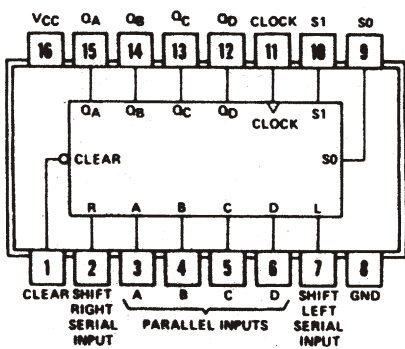 VCC QA QB QC QD CLOCK S1 S0
16 15 14 13 12 11 10 9
QA QB QC QD CLOCK S1
CLEAR S0
R A B C D L
1 2 3 4 5 6 7 8
CLEAR SHIFT RIGHT SERIAL INPUT
A B C D
PARALLEL INPUTS
SHIFT LEFT SERIAL INPUT
GND